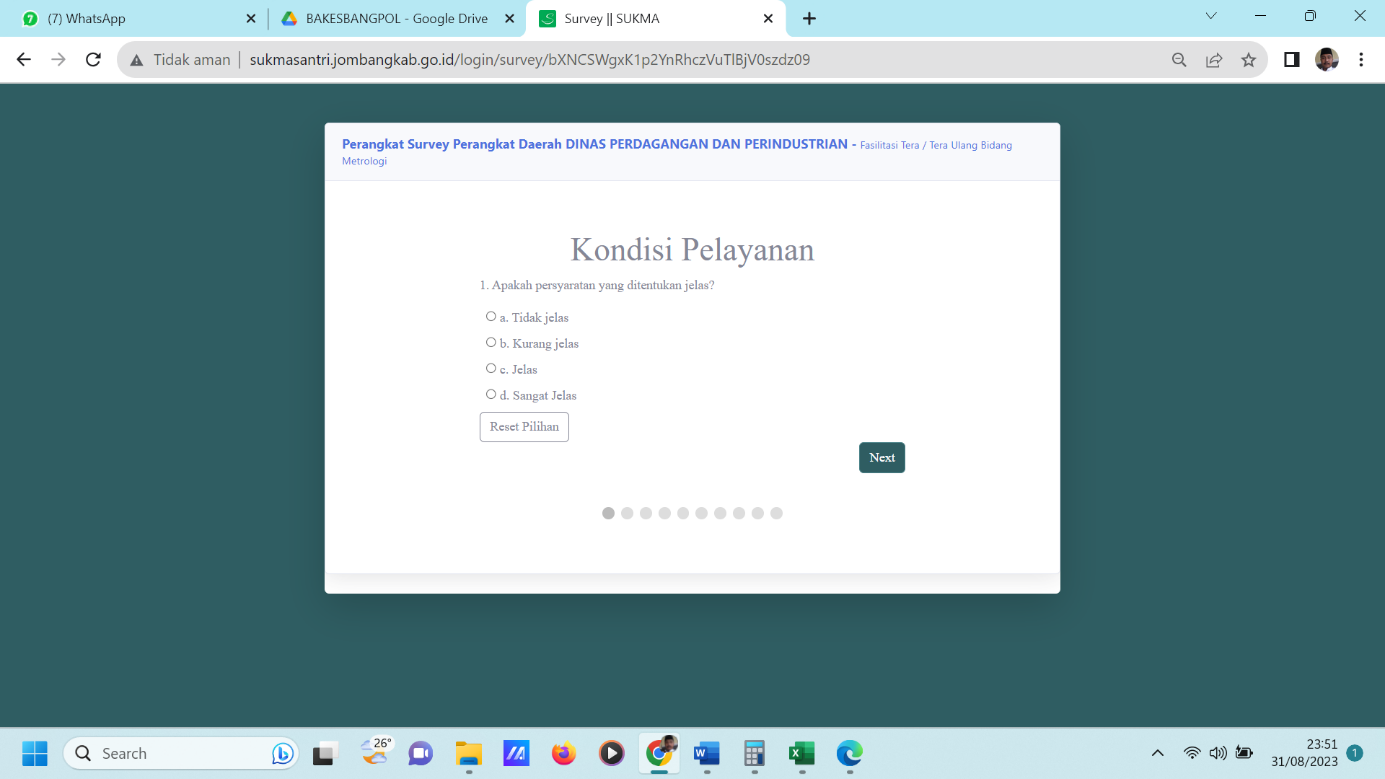 (7) WhatsApp
BAKESBANGPOL - Google Drive
Survey || SUKMA
Tidak aman
sukmasantri.jombangkab.go.id/login/survey/bXNCSWgxK1p2YnRhczVuTlBjV0szdz09
Perangkat Survey Perangkat Daerah DINAS PERDAGANGAN DAN PERINDUSTRIAN - Fasilitasi Tera / Tera Ulang Bidang
Metrologi
Kondisi Pelayanan
1. Apakah persyaratan yang ditentukan jelas?
a. Tidak jelas
b. Kurang jelas
c. Jelas
d. Sangat Jelas
Reset Pilihan
Next
Search
26°
23:51
31/08/2023
1